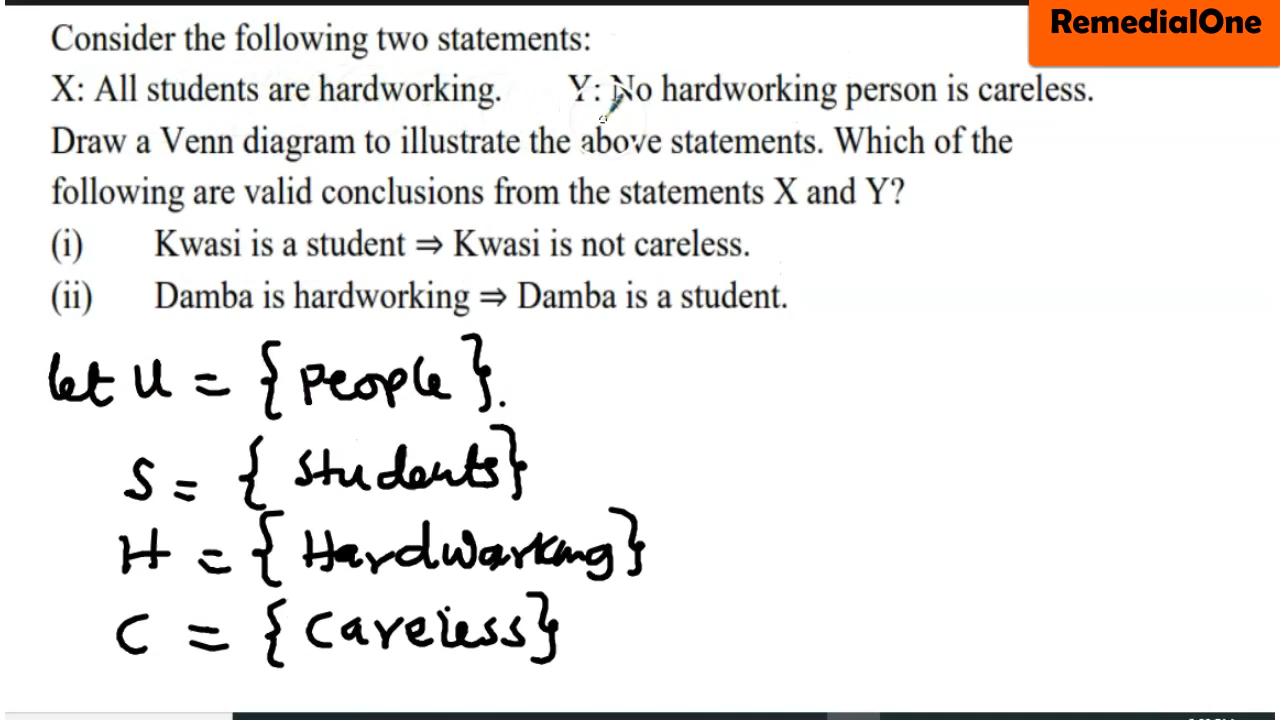 RemedialOne
Consider the following two statements:
X: All students are hardworking. Y: No hardworking person is careless.
Draw a Venn diagram to illustrate the above statements. Which of the
following are valid conclusions from the statements X and Y?
(i) Kwasi is a student ⇒ Kwasi is not careless.
(ii) Damba is hardworking ⇒ Damba is a student.
let U = { People }.
S = { Students }
H = { Hardwarking }
C = { Careless }